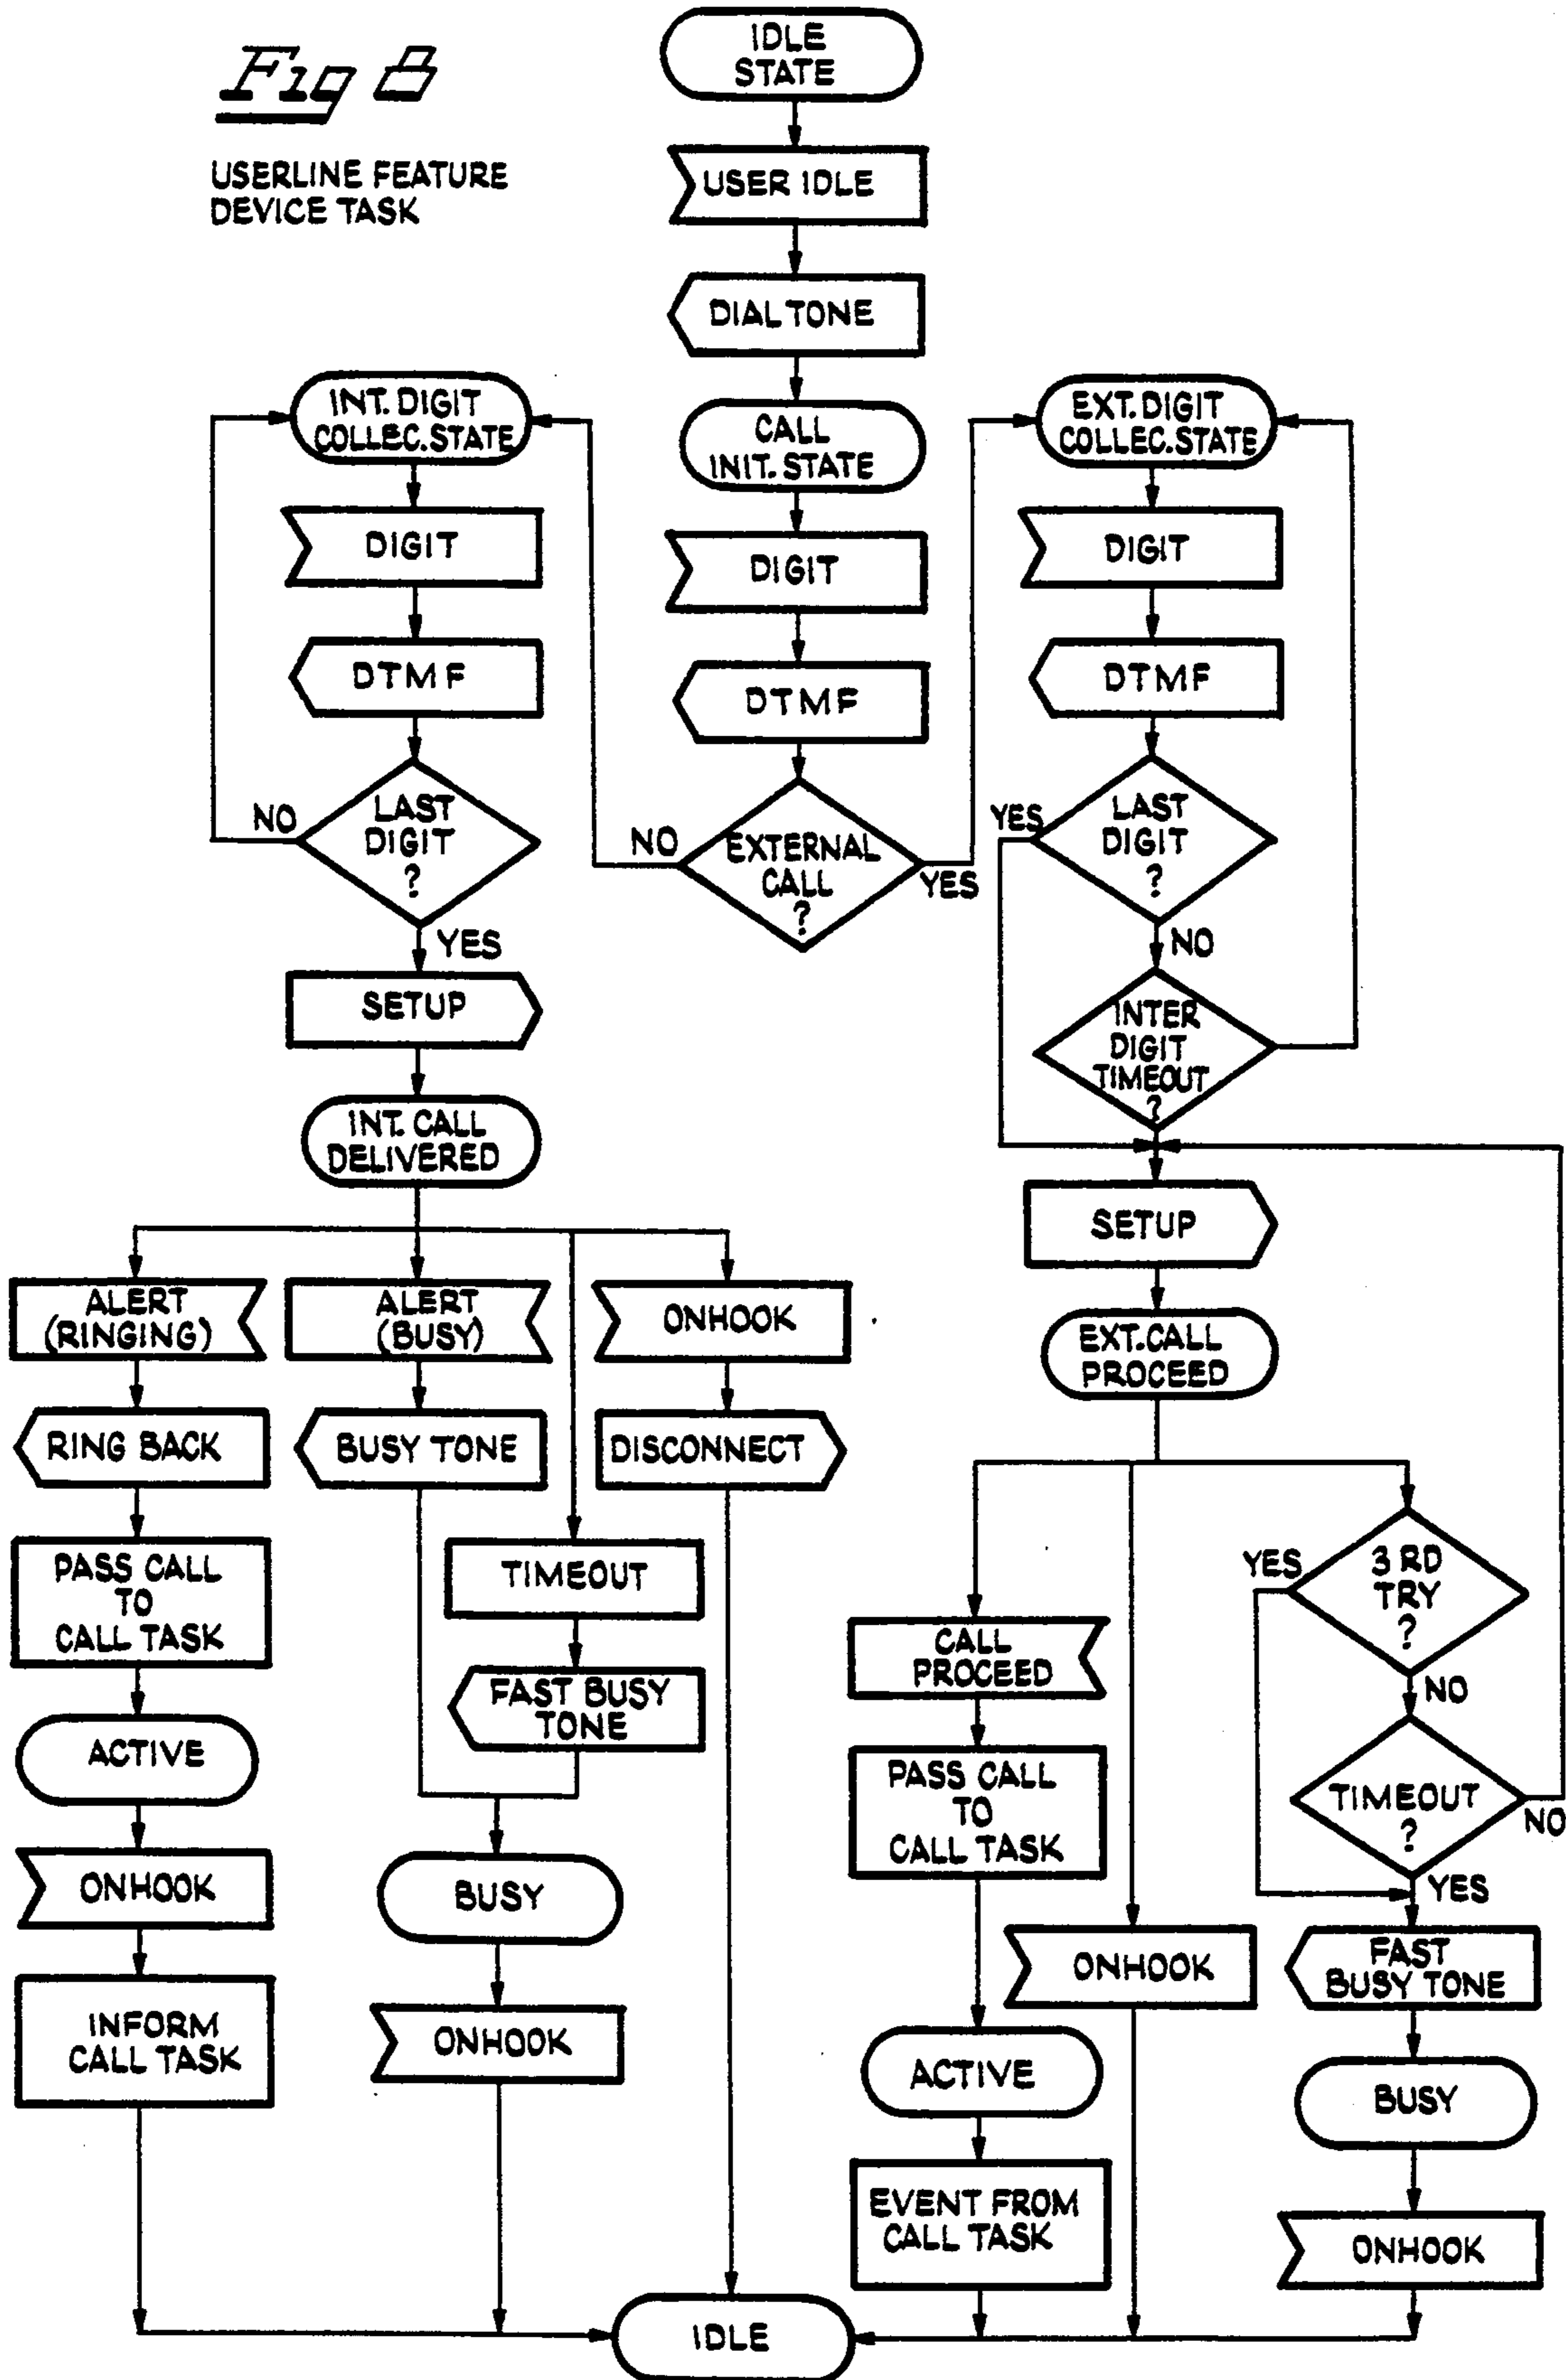 Fig 8
USERLINE FEATURE
DEVICE TASK
IDLE
STATE
USER IDLE
DIAL TONE
CALL
INIT. STATE
DIGIT
DTMF
EXTERNAL
CALL
?
NO
YES
INT. DIGIT
COLLEC. STATE
DIGIT
DTMF
LAST
DIGIT
?
NO
YES
SETUP
INT. CALL
DELIVERED
ALERT
(RINGING)
RING BACK
PASS CALL
TO
CALL TASK
ACTIVE
ONHOOK
INFORM
CALL TASK
ALERT
(BUSY)
BUSY TONE
TIMEOUT
FAST BUSY
TONE
BUSY
ONHOOK
ONHOOK
DISCONNECT
EXT. DIGIT
COLLEC. STATE
DIGIT
DTMF
LAST
DIGIT
?
YES
NO
INTER
DIGIT
TIMEOUT
?
SETUP
EXT. CALL
PROCEED
CALL
PROCEED
PASS CALL
TO
CALL TASK
ACTIVE
EVENT FROM
CALL TASK
ONHOOK
3 RD
TRY
?
YES
NO
TIMEOUT
?
NO
YES
FAST
BUSY TONE
BUSY
ONHOOK
IDLE